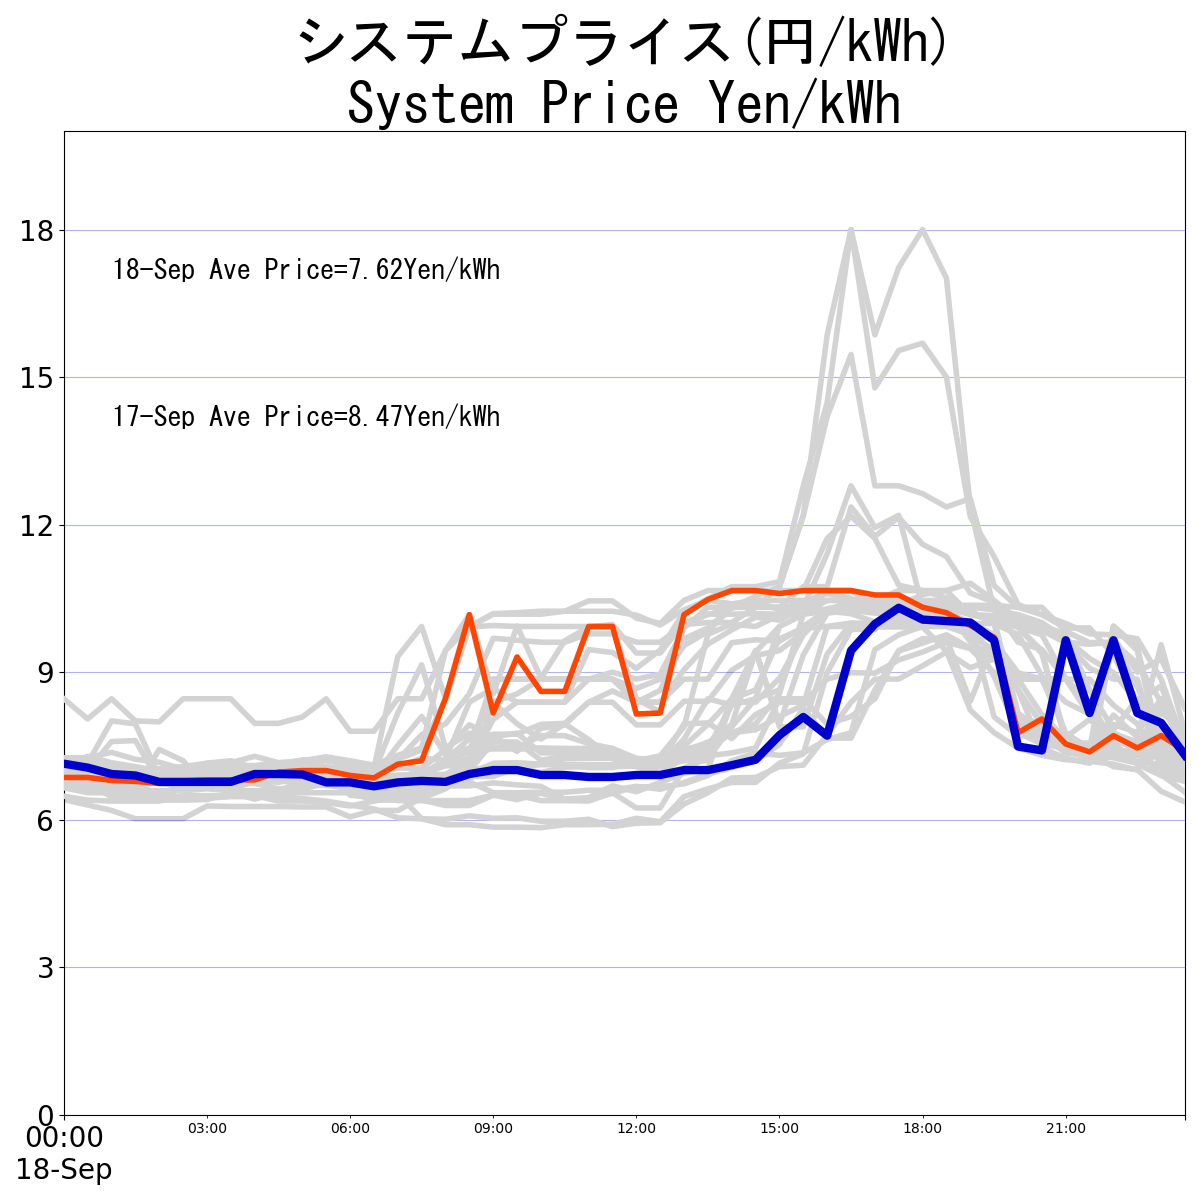 システムプライス(円/kWh)
System Price Yen/kWh
18
18-Sep Ave Price=7.62Yen/kWh
15
17-Sep Ave Price=8.47Yen/kWh
12
9
6
3
0
00:00 03:00 06:00 09:00 12:00 15:00 18:00 21:00
18-Sep